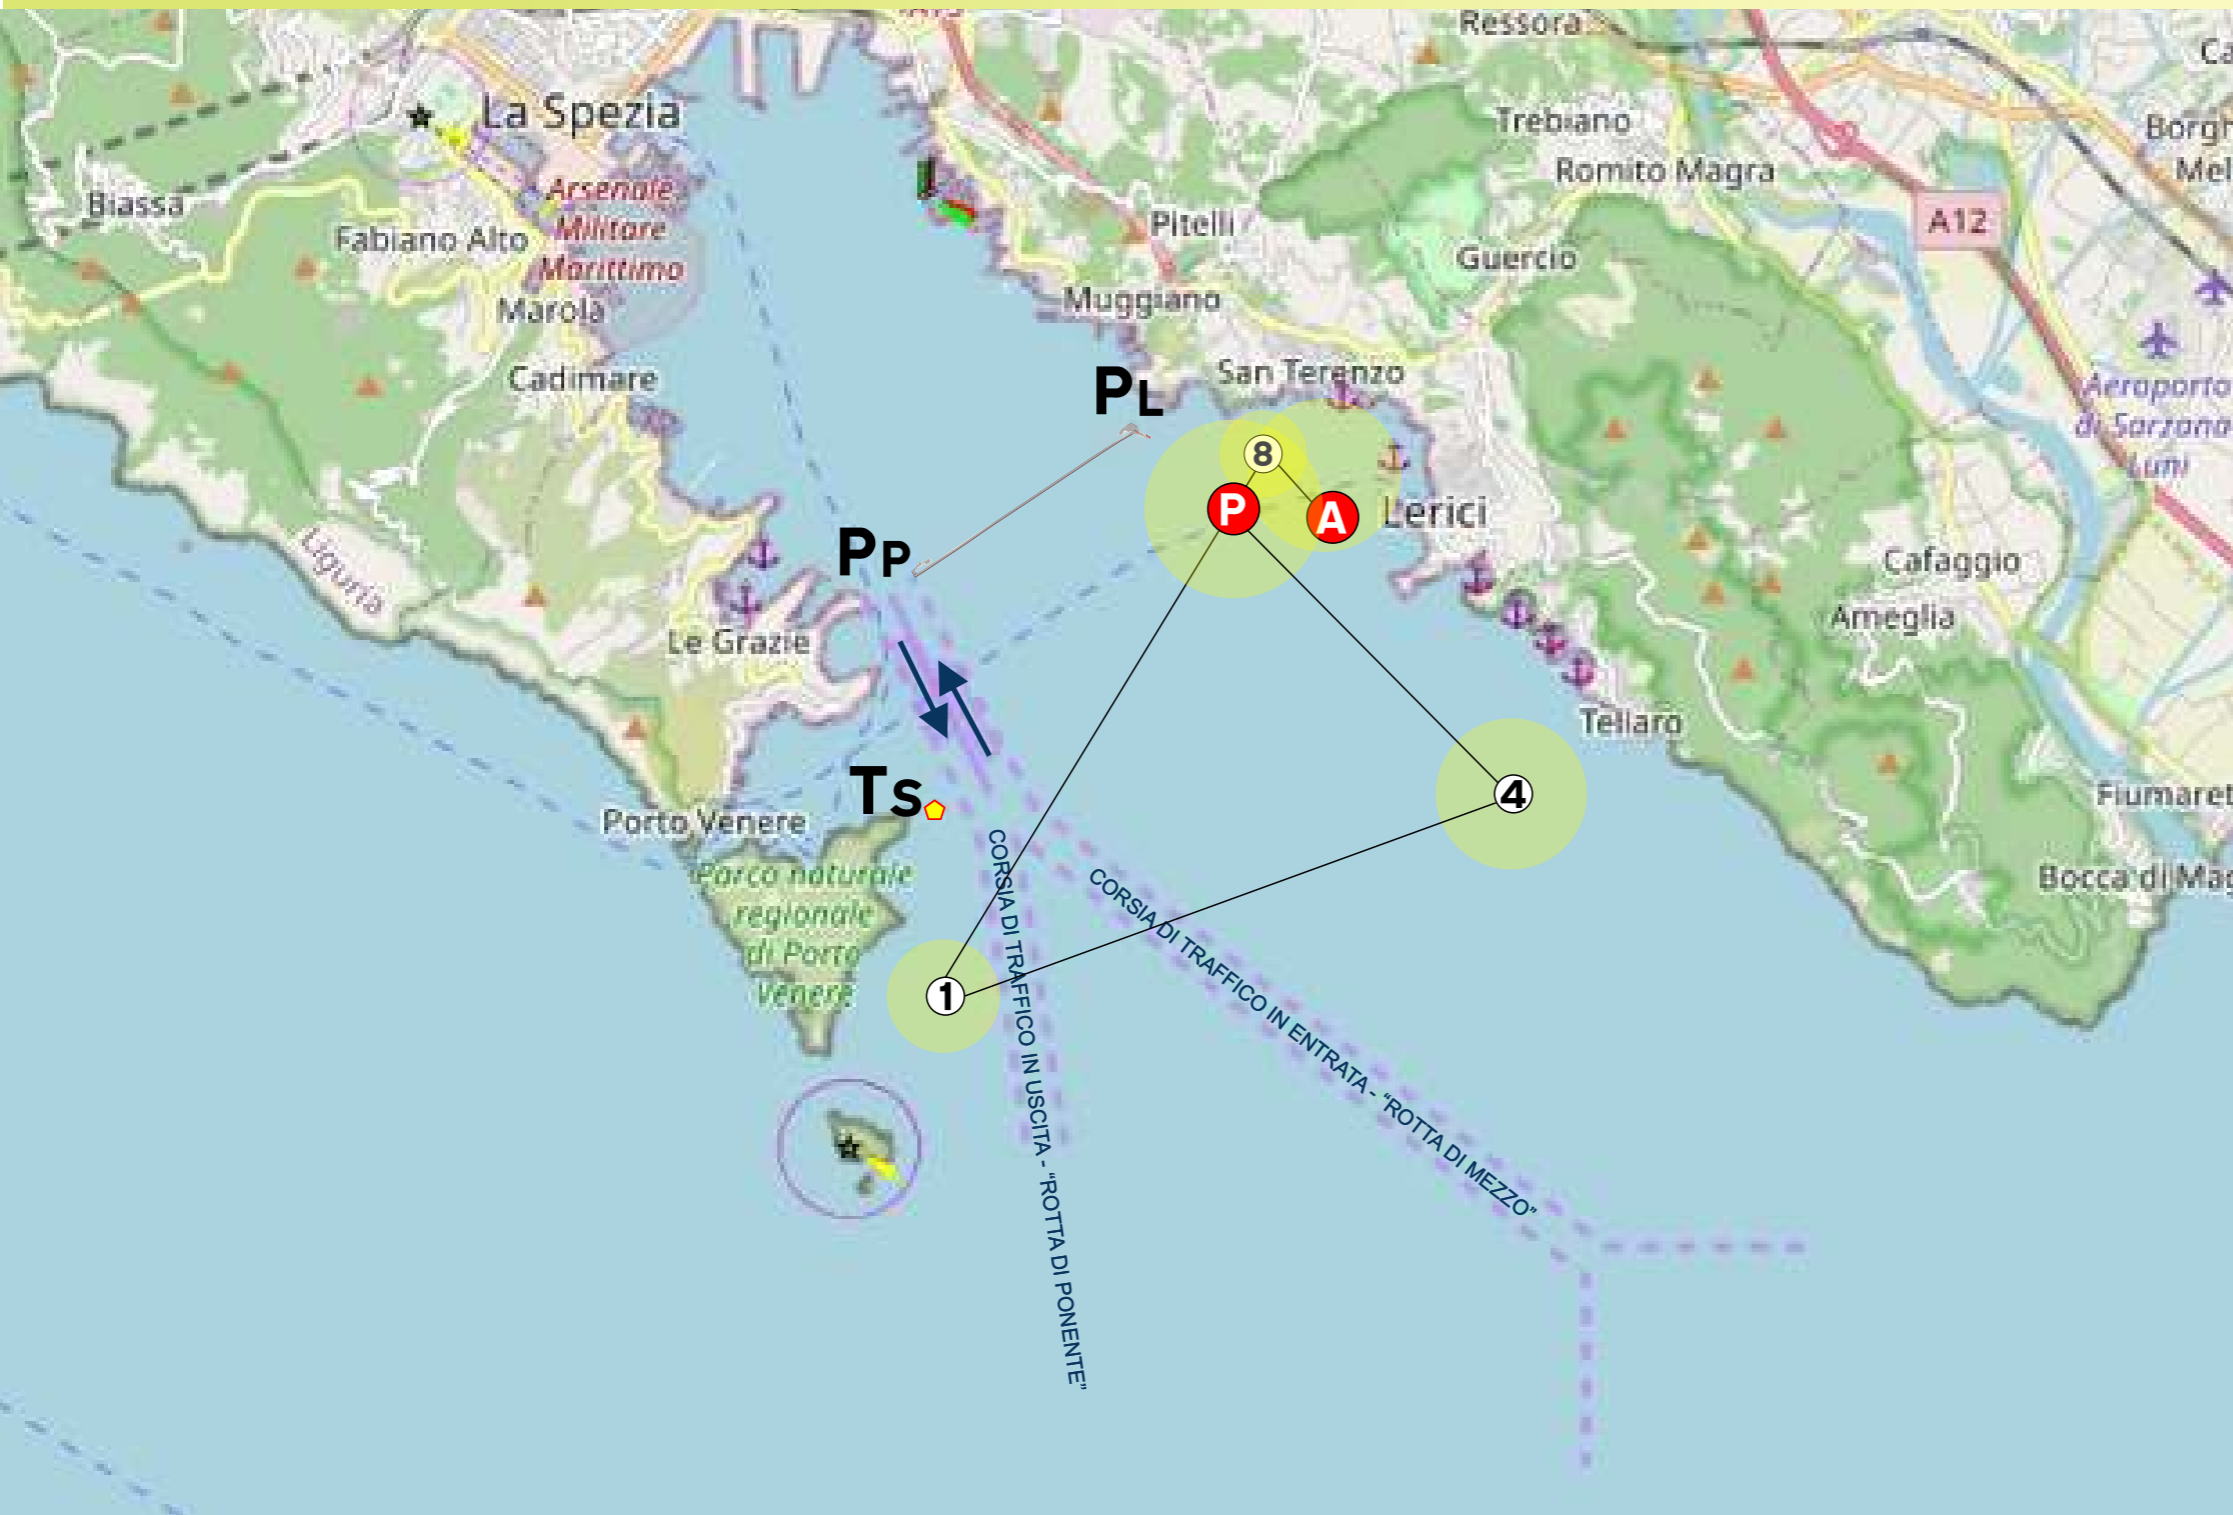 Ressora
La Spezia
Trebiano
Romito Magra
Biassa
Arsenale
Militare
Marittimo
Fabiano Alto
Pitelli
A12
Guercio
Marola
Muggiano
Cadimare
San Terenzo
PL
Aeroporto
di Sarzana-
Luni
8
P
A
Lerici
PP
Liguria
Cafaggio
Ameglia
Le Grazie
Tellaro
Ts
4
Porto Venere
Fiumaret
Parco naturale
regionale
di Porto
Venere
Bocca di Mag
1
CORSIA DI TRAFFICO IN USCITA - "ROTTA DI PONENTE"
CORSIA DI TRAFFICO IN ENTRATA - "ROTTA DI MEZZO"